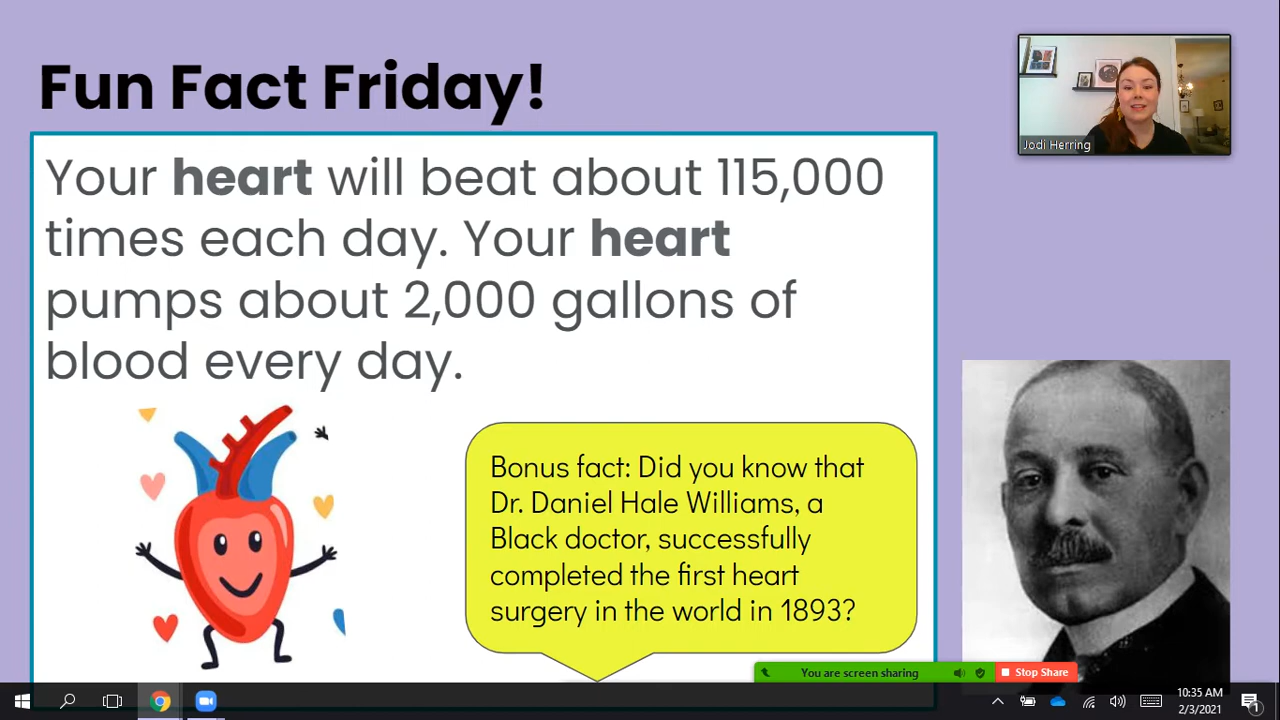 Fun Fact Friday!
Your heart will beat about 115,000
times each day. Your heart
pumps about 2,000 gallons of
blood every day.
Jodi Herring
Bonus fact: Did you know that
Dr. Daniel Hale Williams, a
Black doctor, successfully
completed the first heart
surgery in the world in 1893?
You are screen sharing
Stop Share
10:35 AM
2/3/2021
1